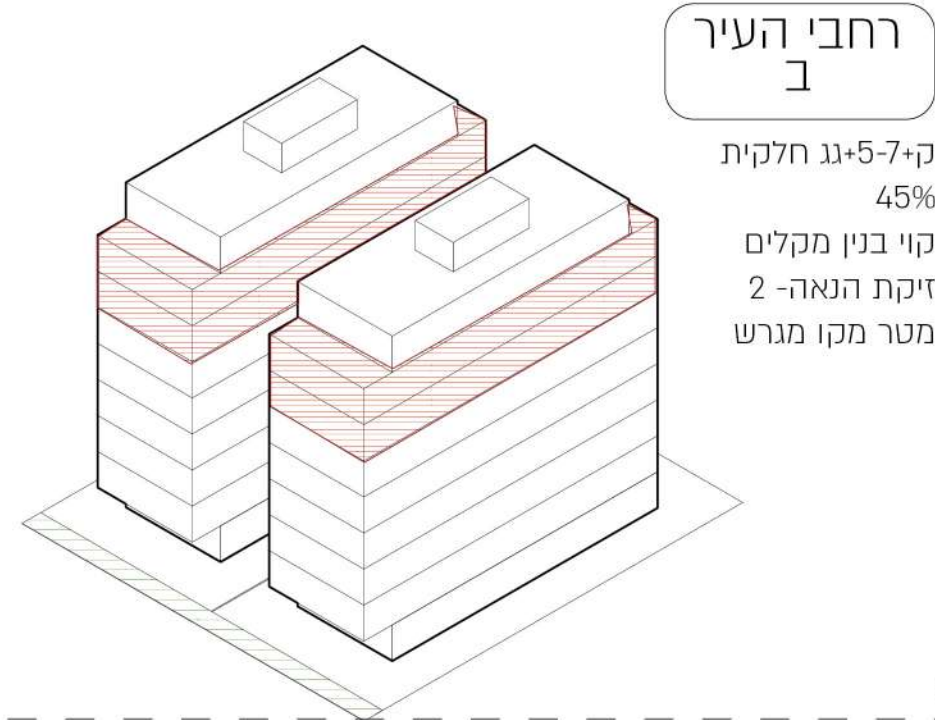 רחבי העיר
ב
ק+5-7+גג חלקית
45%
קוי בנין מקלים
זיקת הנאה- 2
מטר מקו מגרש